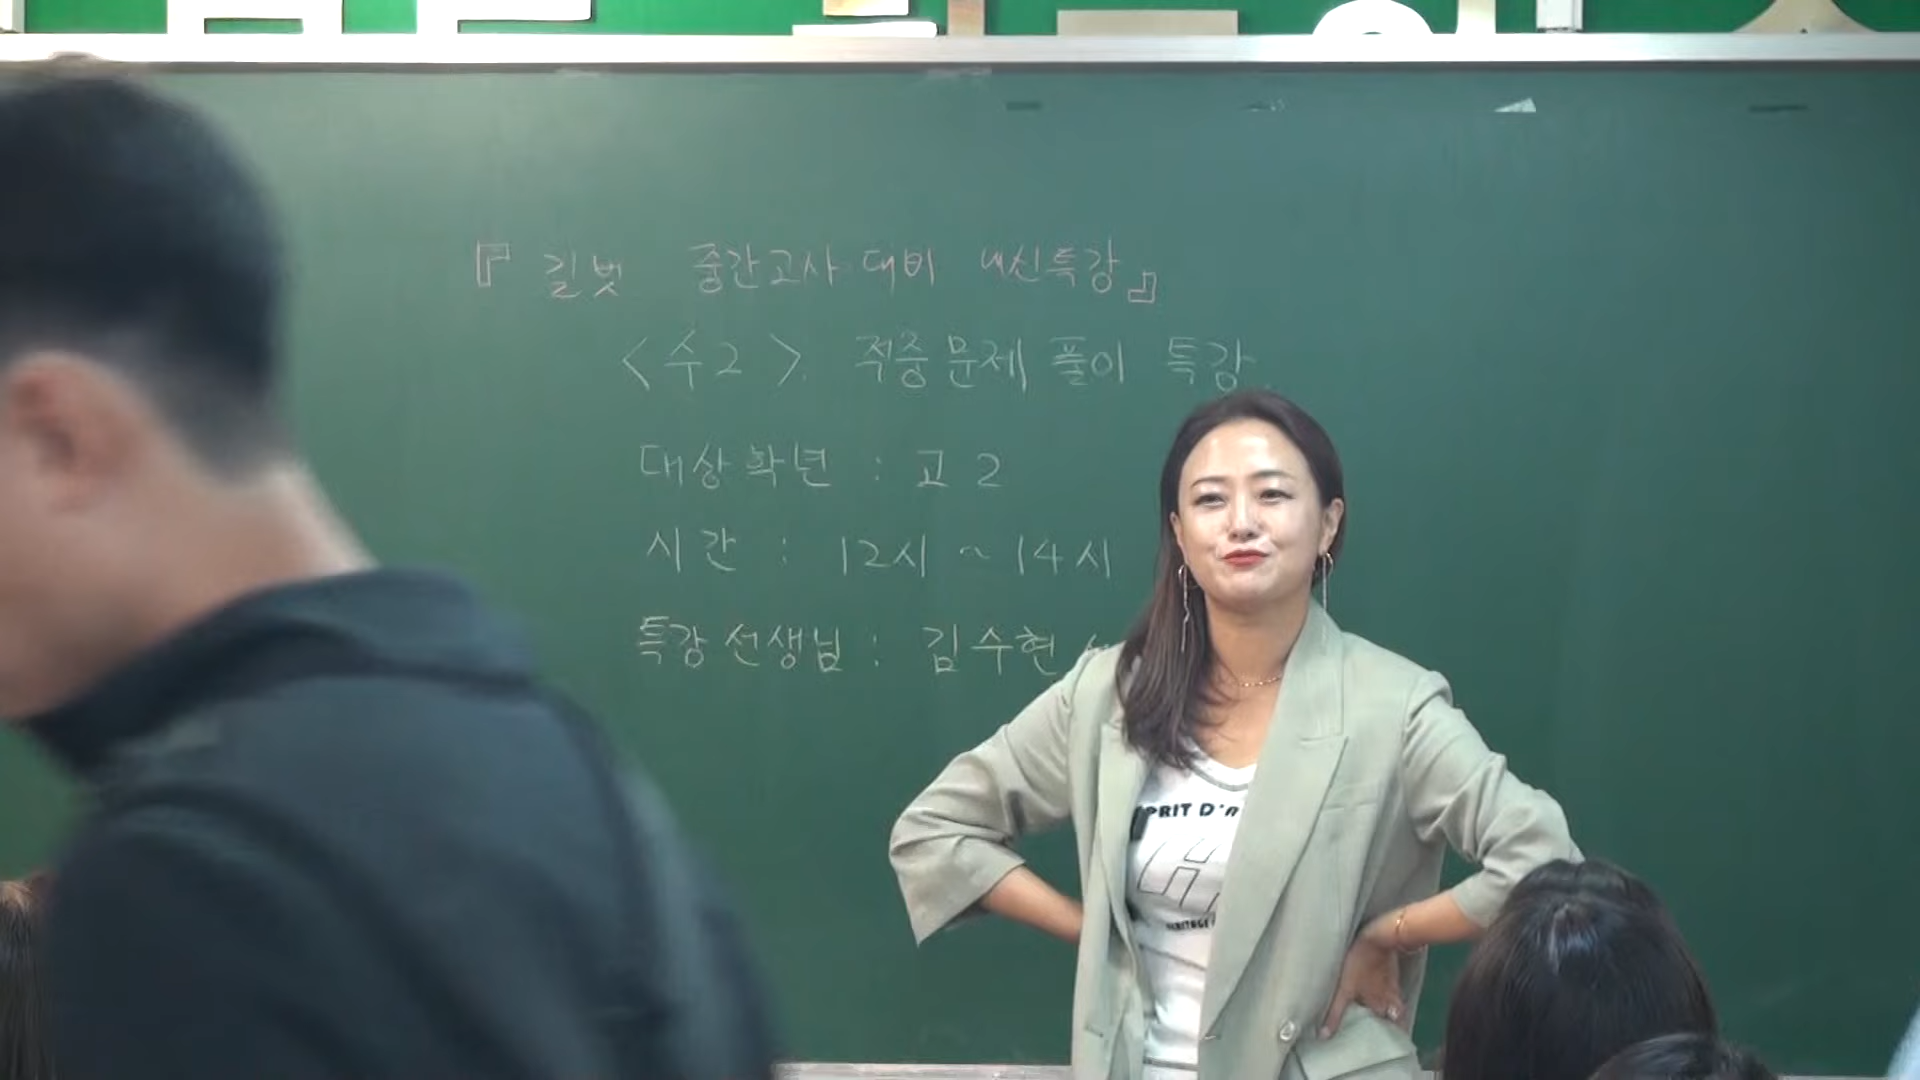 『길벗 중간고사 대비 내신특강』
<수2> 적중문제 풀이 특강
대상학년 : 고2
시간 : 12시 ~ 14시
특강선생님 : 김수현
PRIT D'